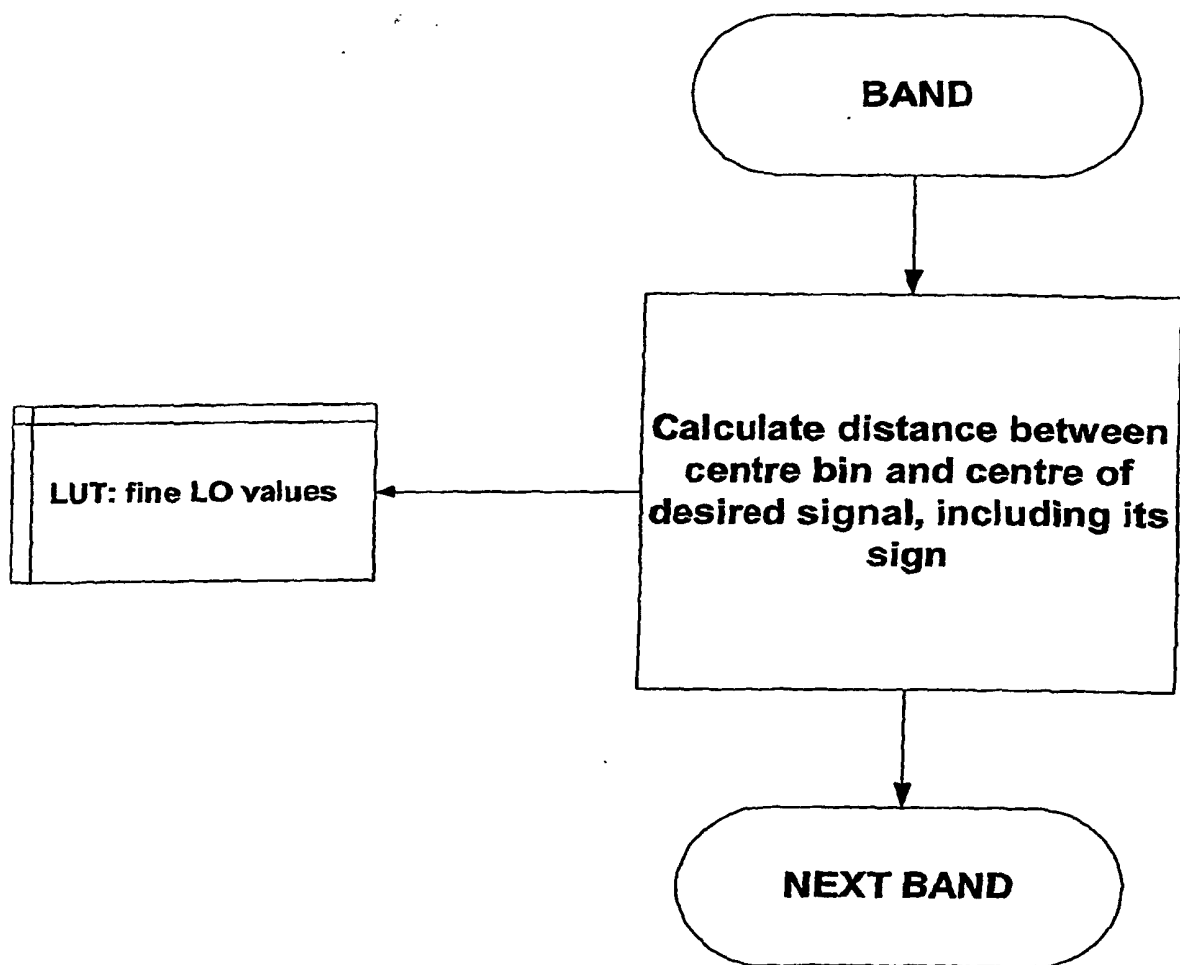 BAND
Calculate distance between
centre bin and centre of
desired signal, including its
sign
LUT: fine LO values
NEXT BAND